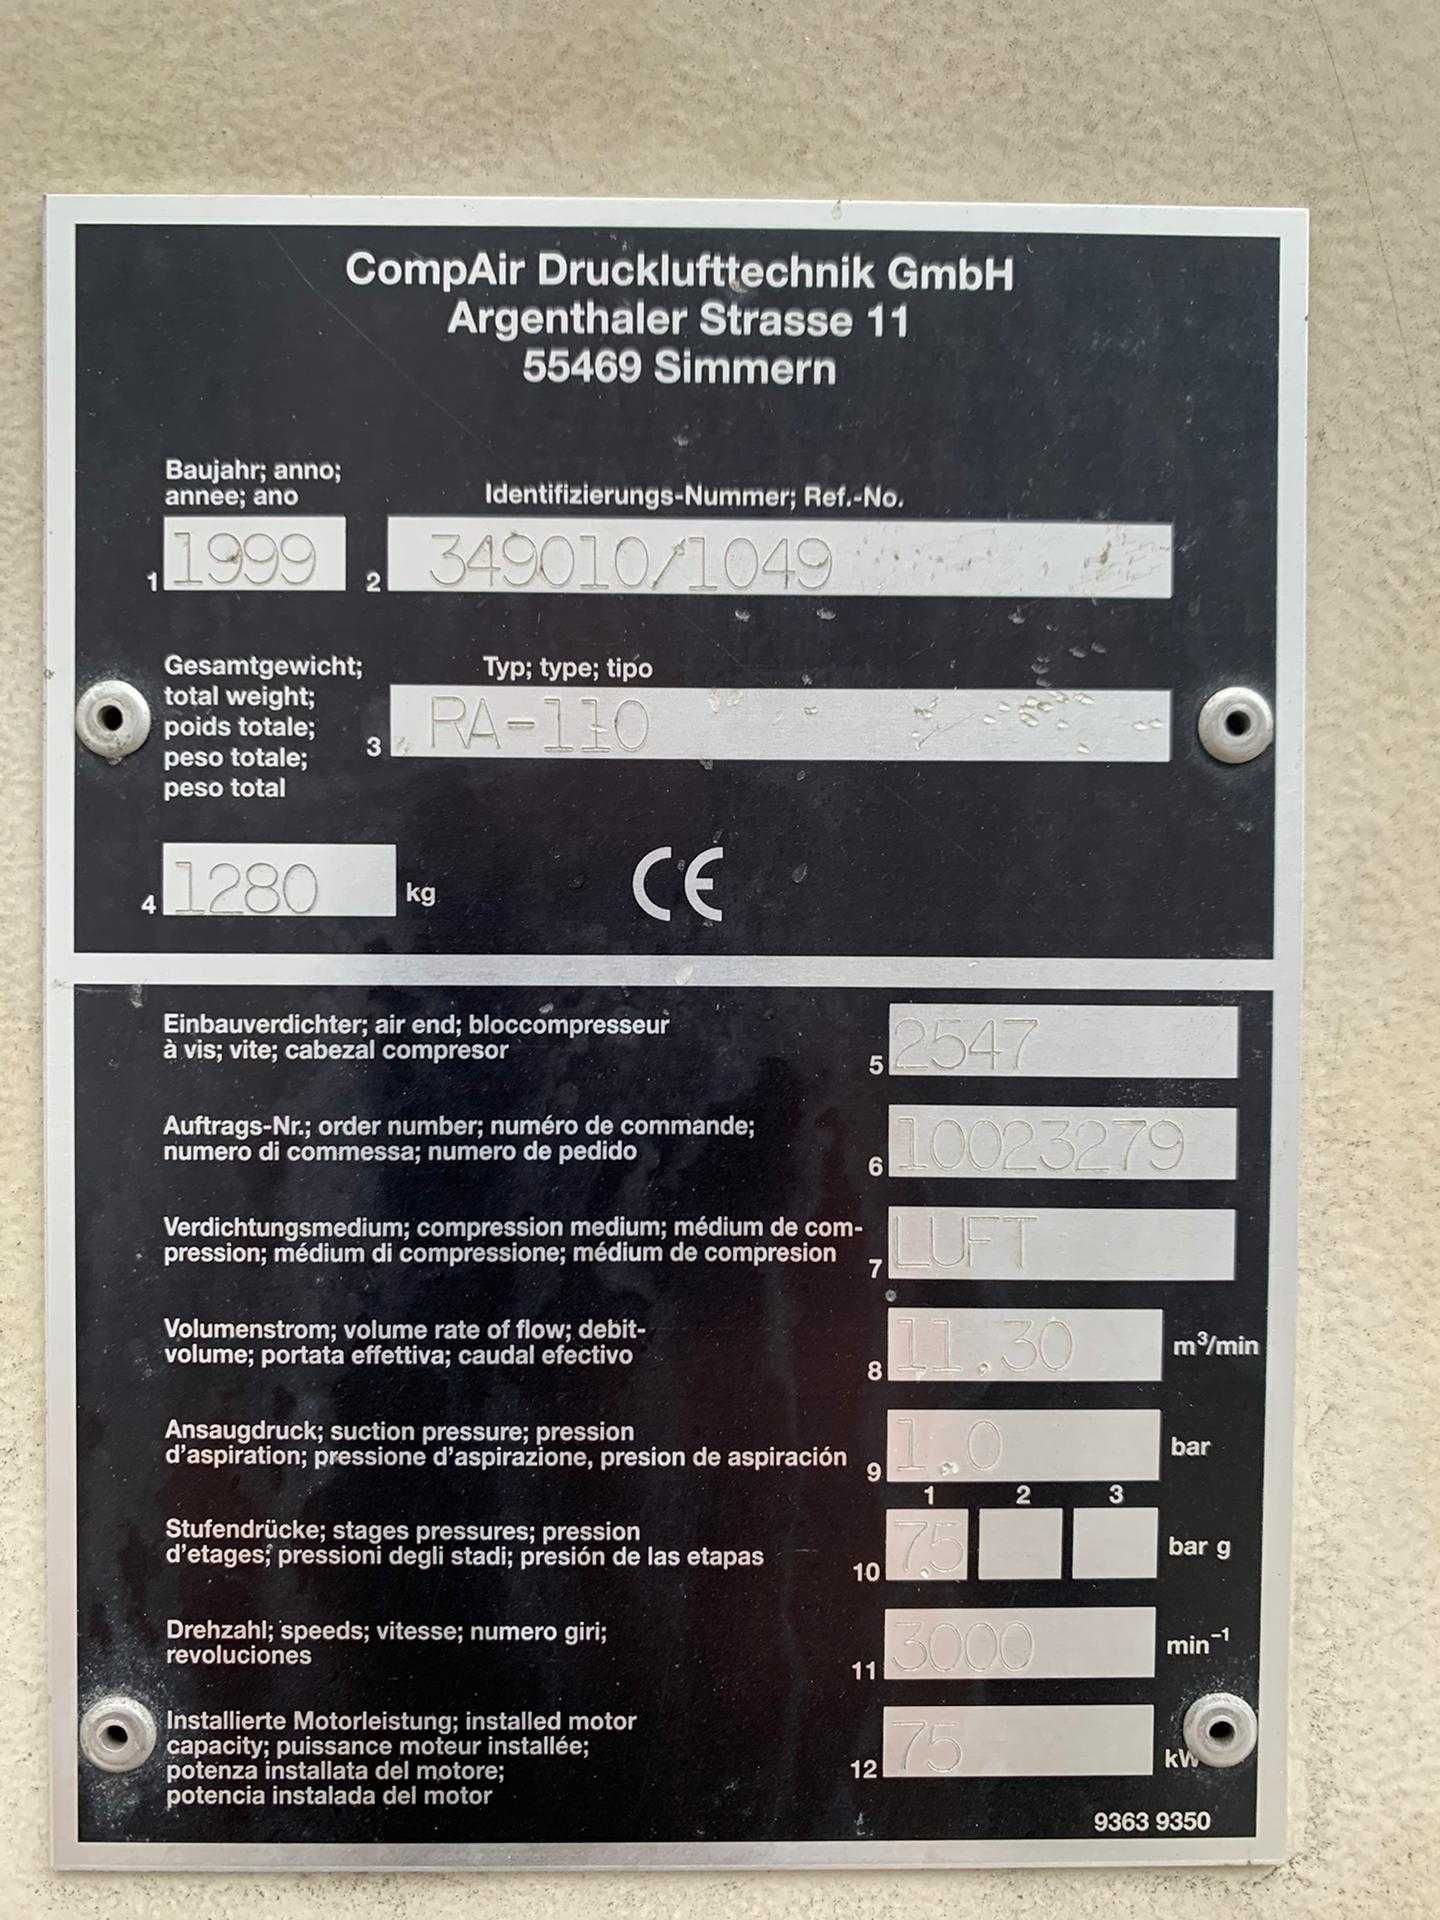 CompAir Drucklufttechnik GmbH
Argenthaler Strasse 11
55469 Simmern
Baujahr; anno;
annee; ano
Identifizierungs-Nummer; Ref.-No.
1 1999
2 349010/1049
Gesamtgewicht;
total weight;
poids totale;
peso totale;
peso total
Typ; type; tipo
3 RA-110
4 1280 kg
CE
Einbauverdichter; air end; bloccompresseur
à vis; vite; cabezal compresor
5 2547
Auftrags-Nr.; order number; numéro de commande;
numero di commessa; numero de pedido
6 10023279
Verdichtungsmedium; compression medium; médium de com-
pression; médium di compressione; médium de compresion
7 LUFT
Volumenstrom; volume rate of flow; debit-
volume; portata effettiva; caudal efectivo
8 11.30 m³/min
Ansaugdruck; suction pressure; pression
d'aspiration; pressione d'aspirazione, presion de aspiración
9 1.0 bar
1 2 3
Stufendrücke; stages pressures; pression
d'etages; pressioni degli stadi; presión de las etapas
10 7.5 bar g
Drehzahl; speeds; vitesse; numero giri;
revoluciones
11 3000 min⁻¹
Installierte Motorleistung; installed motor
capacity; puissance moteur installée;
potenza installata del motore;
potencia instalada del motor
12 75 kW
9363 9350